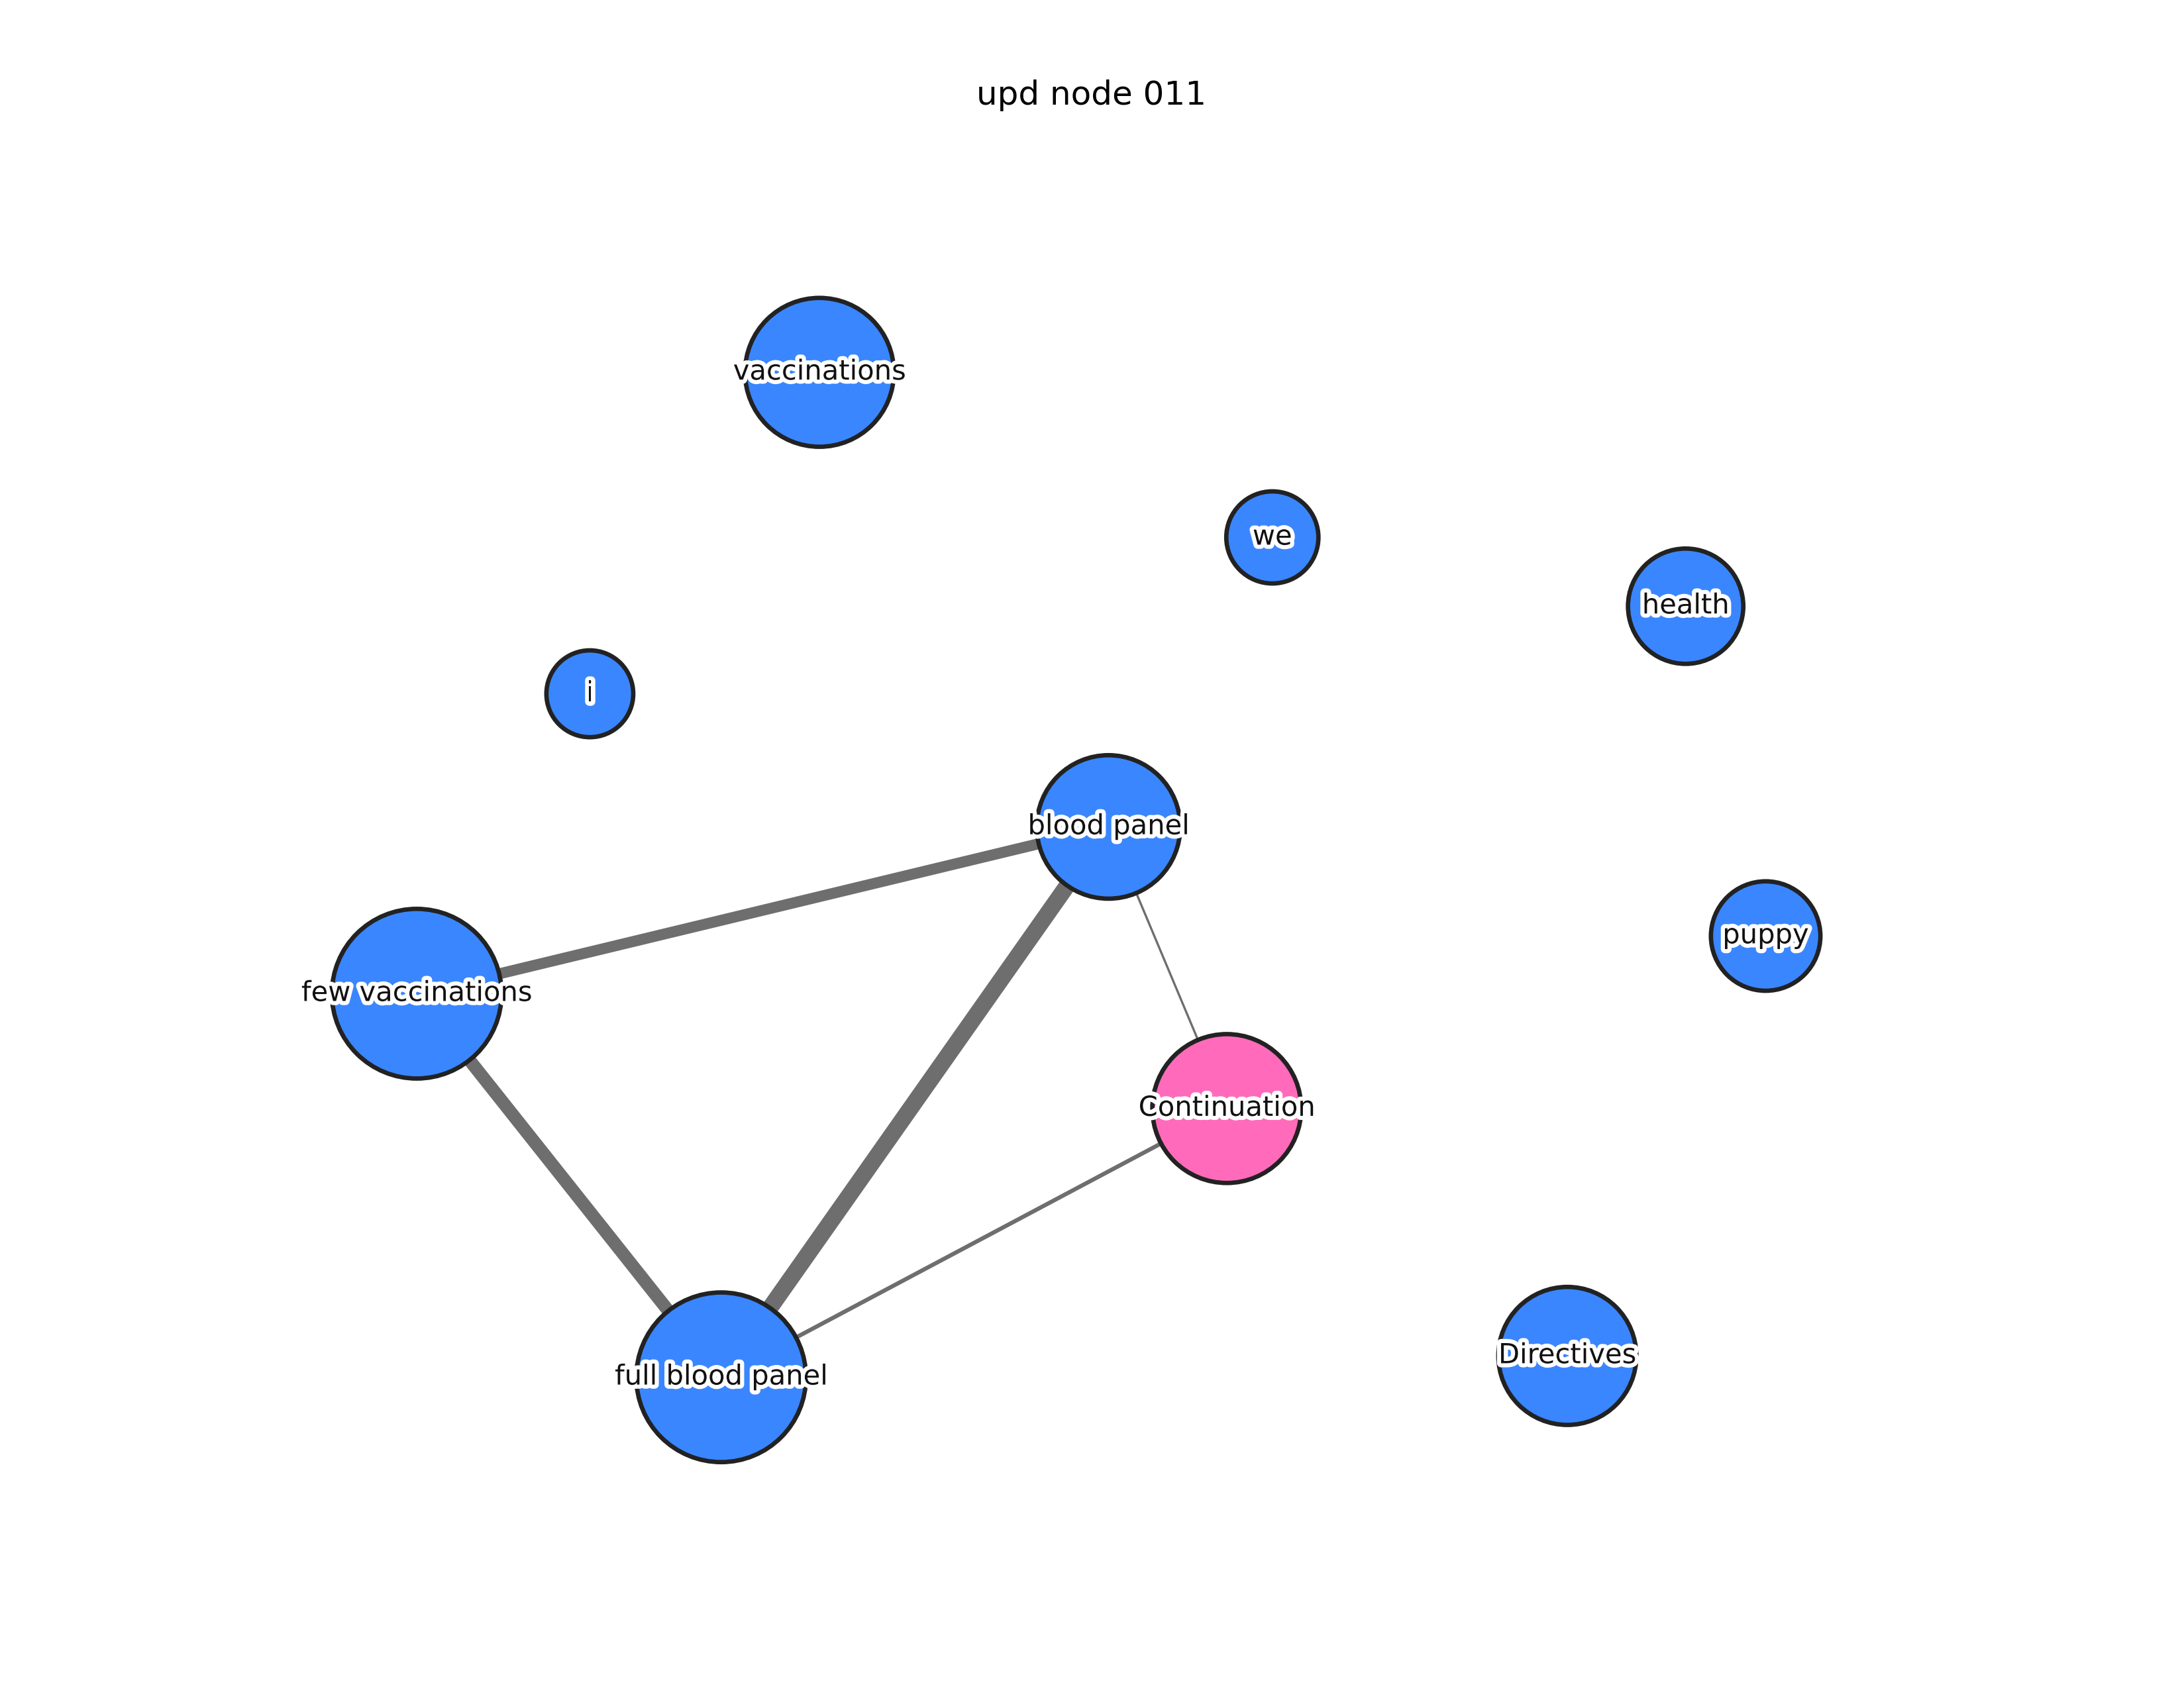 upd node 011
vaccinations
we
health
i
blood panel
puppy
few vaccinations
Continuation
Directives
full blood panel